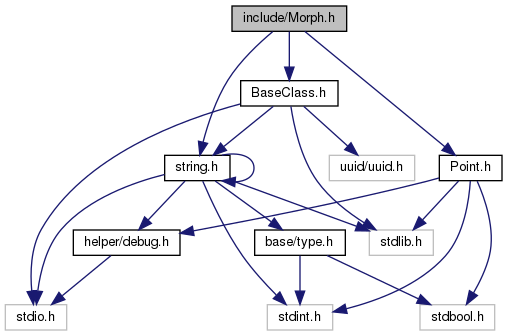 include/Morph.h
BaseClass.h
string.h
uuid/uuid.h
Point.h
helper/debug.h
base/type.h
stdlib.h
stdio.h
stdint.h
stdbool.h